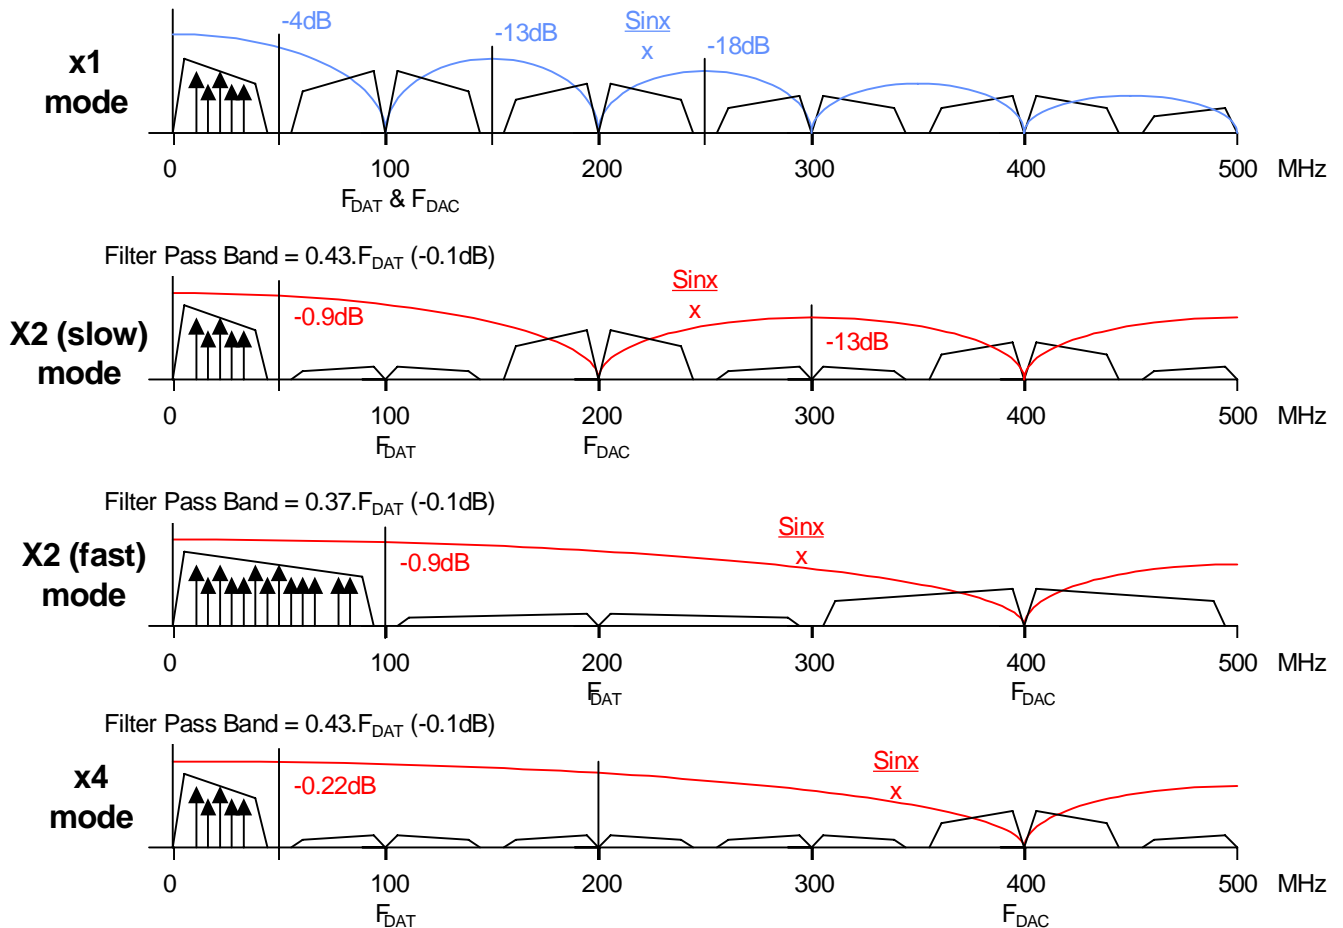 x1 mode
-4dB
-13dB
Sinx
x
-18dB
0 100 200 300 400 500 MHz
FDAT & FDAC
Filter Pass Band = 0.43.FDAT (-0.1dB)
X2 (slow) mode
-0.9dB
Sinx
x
-13dB
0 100 200 300 400 500 MHz
FDAT FDAC
Filter Pass Band = 0.37.FDAT (-0.1dB)
X2 (fast) mode
-0.9dB
Sinx
x
0 100 200 300 400 500 MHz
FDAT FDAC
Filter Pass Band = 0.43.FDAT (-0.1dB)
x4 mode
-0.22dB
Sinx
x
0 100 200 300 400 500 MHz
FDAT FDAC